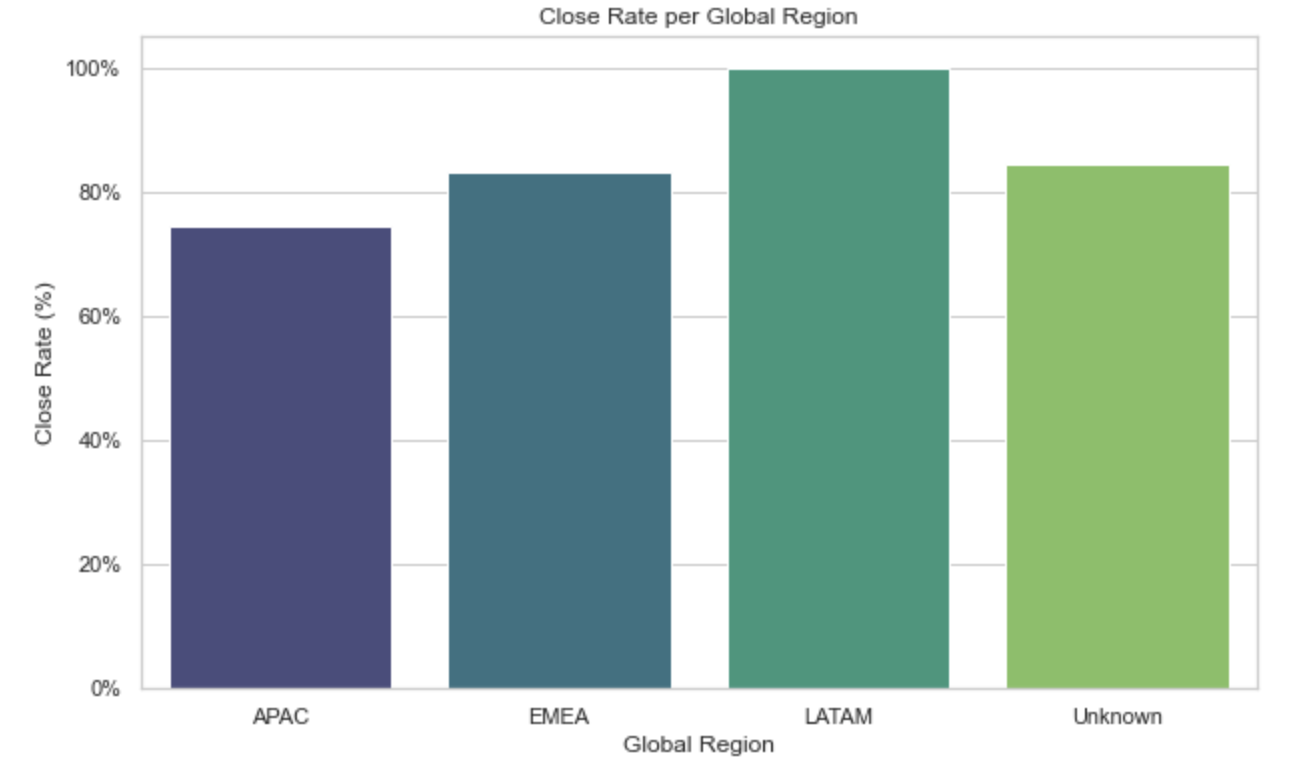 Close Rate per Global Region
100%
80%
60%
40%
20%
0%
Close Rate (%)
APAC
EMEA
LATAM
Unknown
Global Region